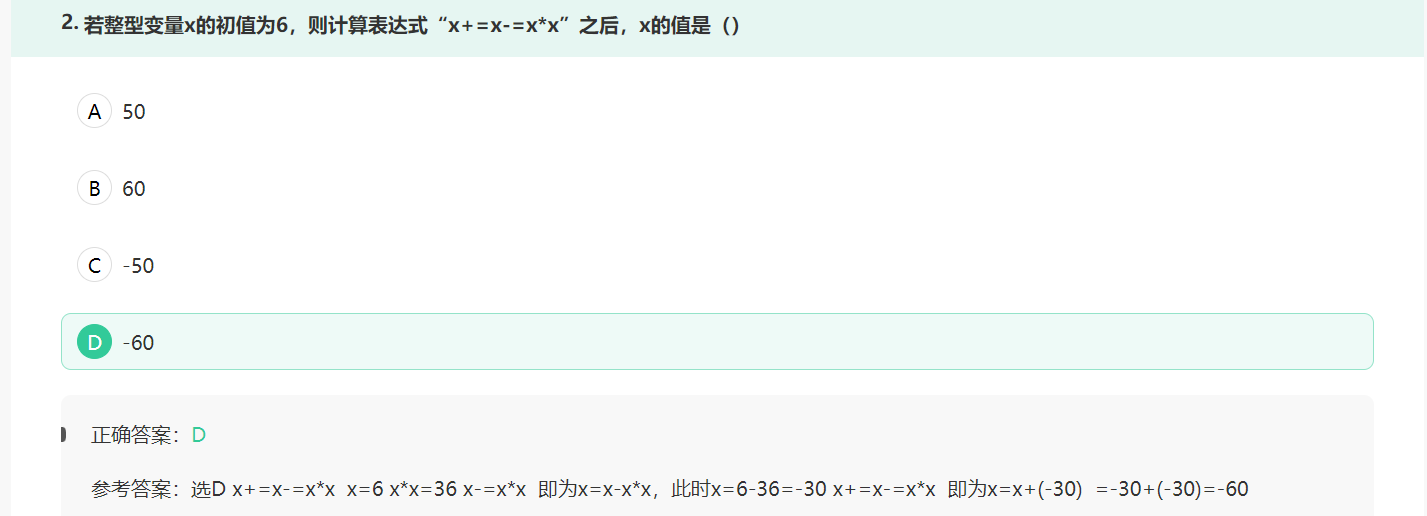 2. 若整型变量x的初值为6，则计算表达式“x+=x-=x*x”之后，x的值是（）
A 50
B 60
C -50
D -60
正确答案：D
参考答案：选D x+=x-=x*x x=6 x*x=36 x-=x*x 即为x=x-x*x，此时x=6-36=-30 x+=x-=x*x 即为x=x+(-30) =-30+(-30)=-60